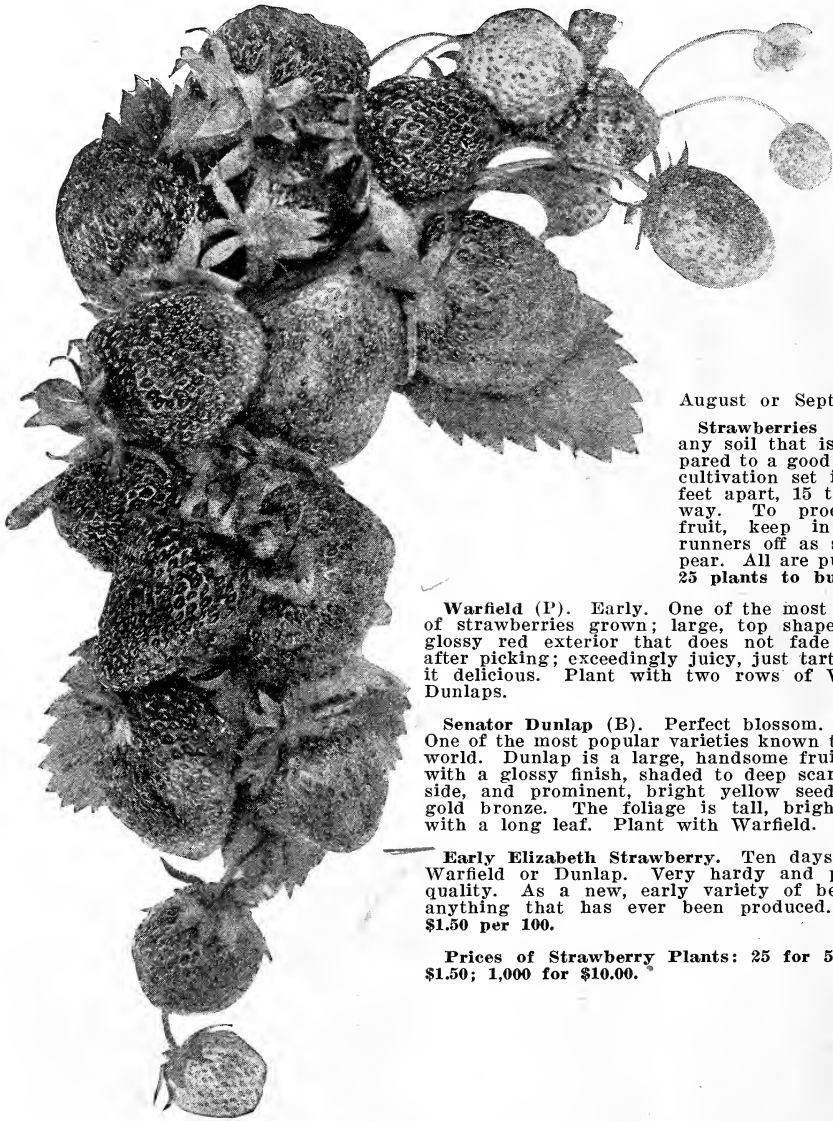 August or Sept
Strawberries
any soil that is
pared to a good
cultivation set i
feet apart, 15 t
way. To prod
fruit, keep in
runners off as s
pear. All are pu
25 plants to bu
Warfield (P). Early. One of the most
of strawberries grown; large, top shape
glossy red exterior that does not fade
after picking; exceedingly juicy, just tart
it delicious. Plant with two rows of
Dunlaps.
Senator Dunlap (B). Perfect blossom.
One of the most popular varieties known t
world. Dunlap is a large, handsome frui
with a glossy finish, shaded to deep scar
side, and prominent, bright yellow seed
gold bronze. The foliage is tall, brigh
with a long leaf. Plant with Warfield.
Early Elizabeth Strawberry. Ten days
Warfield or Dunlap. Very hardy and p
quality. As a new, early variety of be
anything that has ever been produced.
$1.50 per 100.
Prices of Strawberry Plants: 25 for 5
$1.50; 1,000 for $10.00.